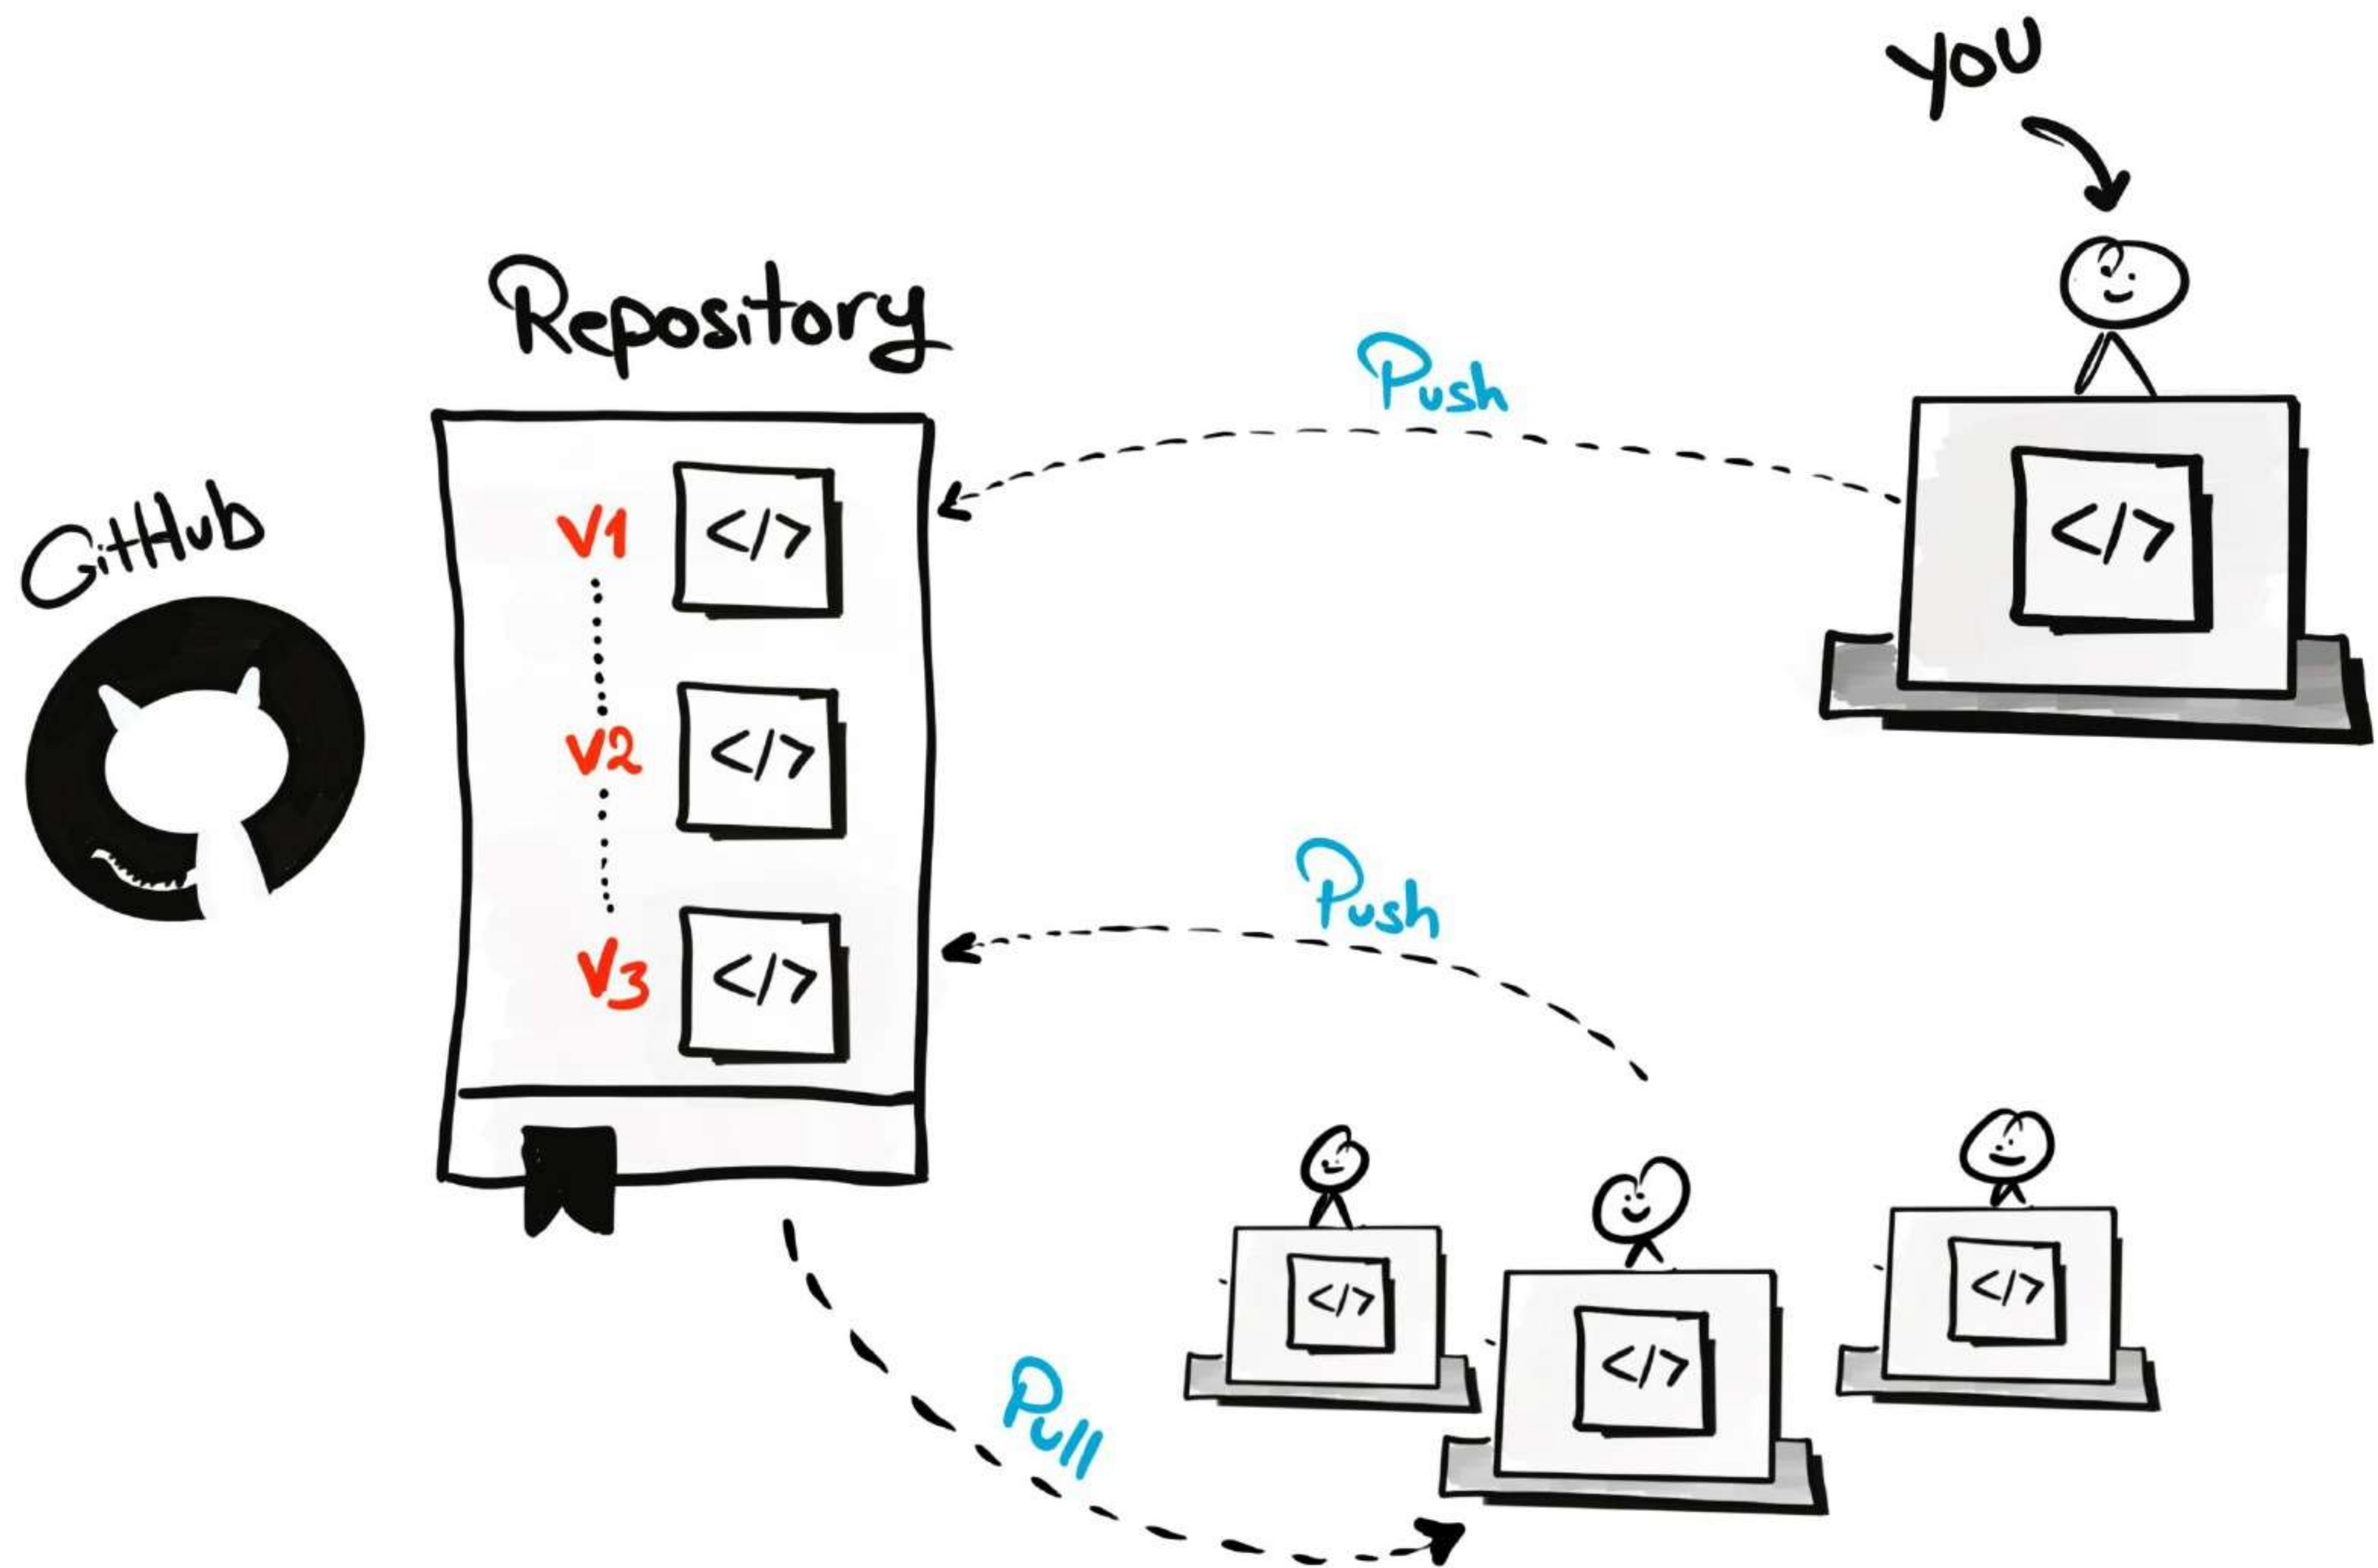 YOU
Repository
Push
GitHub
V1
</>
</>
V2
</>
Push
V3
</>
</>
</>
</>
Pull